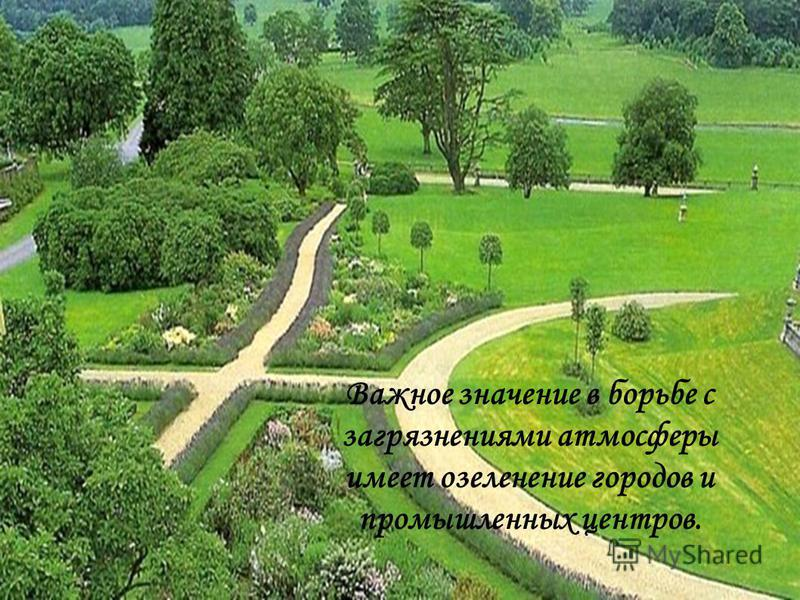 Важное значение в борьбе с
загрязнениями атмосферы
имеет озеленение городов и
промышленных центров.
MyShared